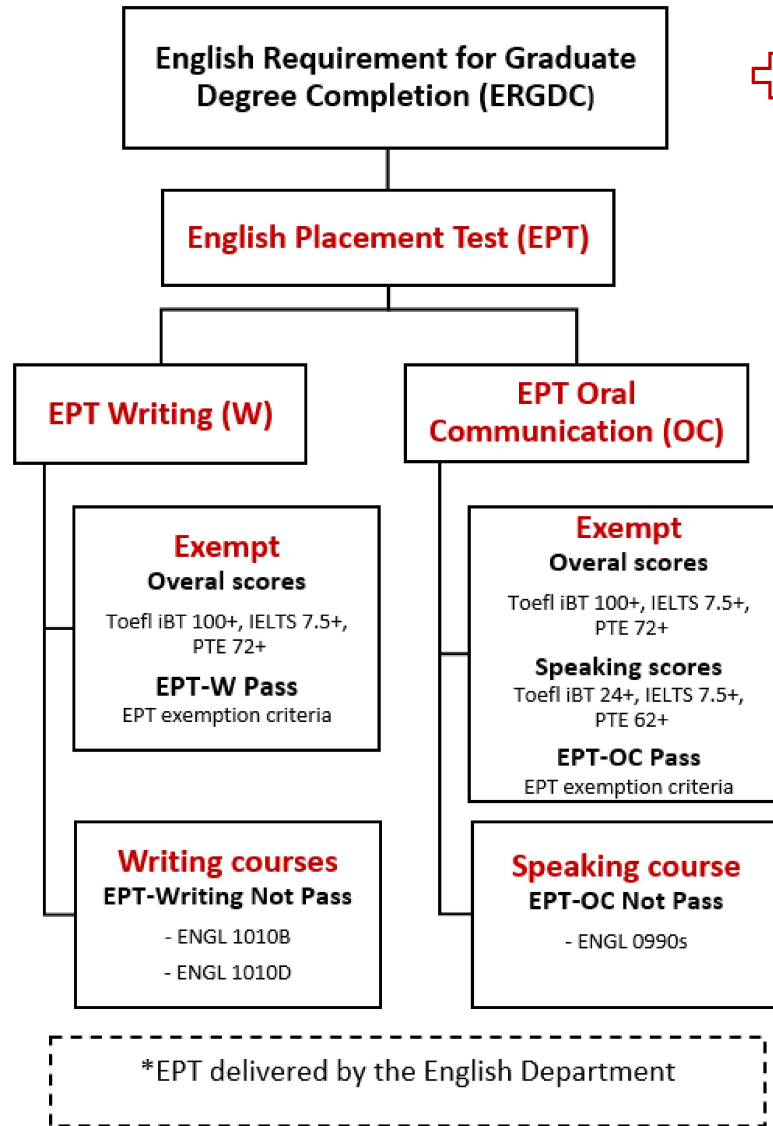 English Requirement for Graduate
Degree Completion (ERGDC)
English Placement Test (EPT)
EPT Writing (W)
EPT Oral
Communication (OC)
Exempt
Overal scores
Toefl iBT 100+, IELTS 7.5+,
PTE 72+
EPT-W Pass
EPT exemption criteria
Exempt
Overal scores
Toefl iBT 100+, IELTS 7.5+,
PTE 72+
Speaking scores
Toefl iBT 24+, IELTS 7.5+,
PTE 62+
EPT-OC Pass
EPT exemption criteria
Writing courses
EPT-Writing Not Pass
- ENGL 1010B
- ENGL 1010D
Speaking course
EPT-OC Not Pass
- ENGL 0990s
*EPT delivered by the English Department